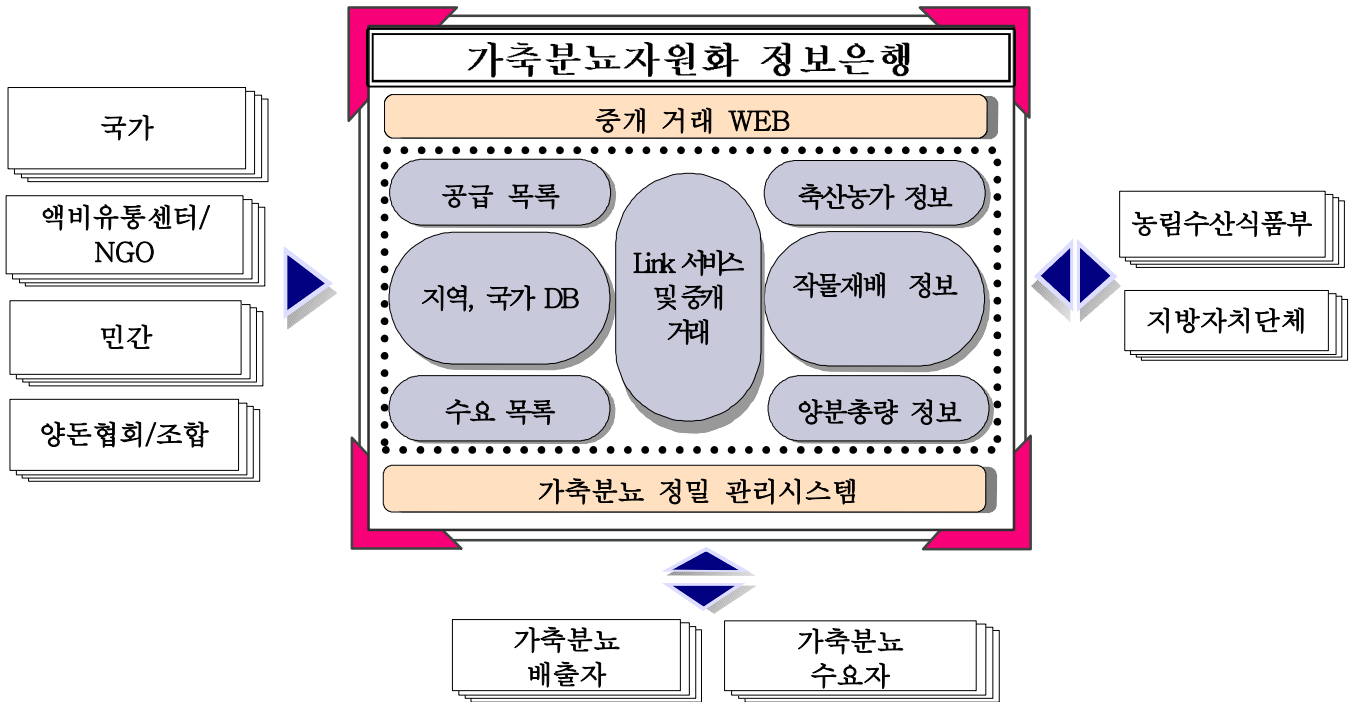 가축분뇨자원화 정보은행
중개 거래 WEB
국가
액비유통센터/
NGO
민간
양돈협회/조합
공급 목록
지역, 국가 DB
수요 목록
Link 서비스
및 중개
거래
축산농가 정보
작물재배 정보
양분총량 정보
가축분뇨 정밀 관리시스템
농림수산식품부
지방자치단체
가축분뇨
배출자
가축분뇨
수요자